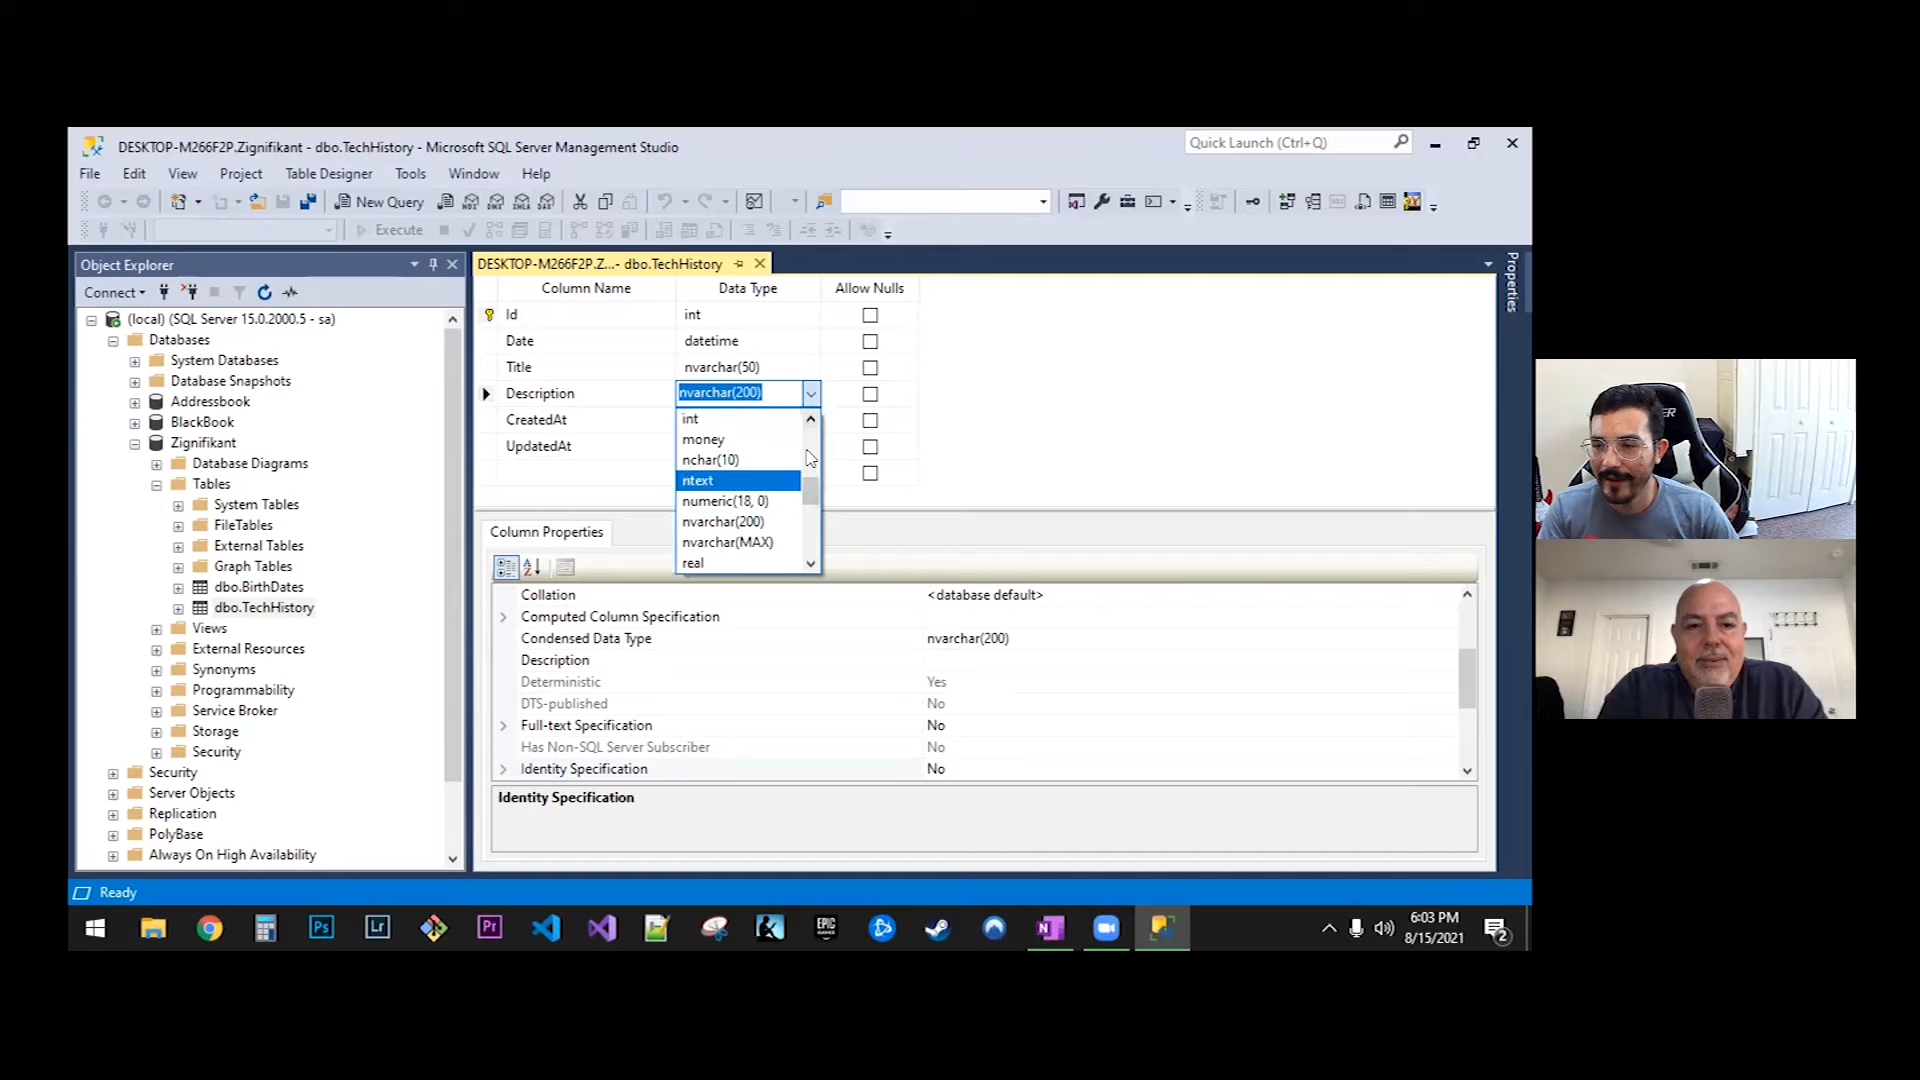 DESKTOP-M266F2P.Zignifikant - dbo.TechHistory - Microsoft SQL Server Management Studio
Quick Launch (Ctrl+Q)
File Edit View Project Table Designer Tools Window Help
New Query
Execute
Object Explorer
Connect
(local) (SQL Server 15.0.2000.5 - sa)
Databases
System Databases
Database Snapshots
Addressbook
BlackBook
Zignifikant
Database Diagrams
Tables
System Tables
FileTables
External Tables
Graph Tables
dbo.BirthDates
dbo.TechHistory
Views
External Resources
Synonyms
Programmability
Service Broker
Storage
Security
Security
Server Objects
Replication
PolyBase
Always On High Availability
DESKTOP-M266F2P.Z...- dbo.TechHistory
Column Name Data Type Allow Nulls
Id int
Date datetime
Title nvarchar(50)
Description nvarchar(200)
CreatedAt
UpdatedAt
int
money
nchar(10)
ntext
numeric(18, 0)
nvarchar(200)
nvarchar(MAX)
real
Column Properties
Collation <database default>
Computed Column Specification
Condensed Data Type nvarchar(200)
Description
Deterministic Yes
DTS-published No
Full-text Specification No
Has Non-SQL Server Subscriber No
Identity Specification No
Identity Specification
Properties
Ready
Ps Lr Pr EPIC N
6:03 PM
8/15/2021
2